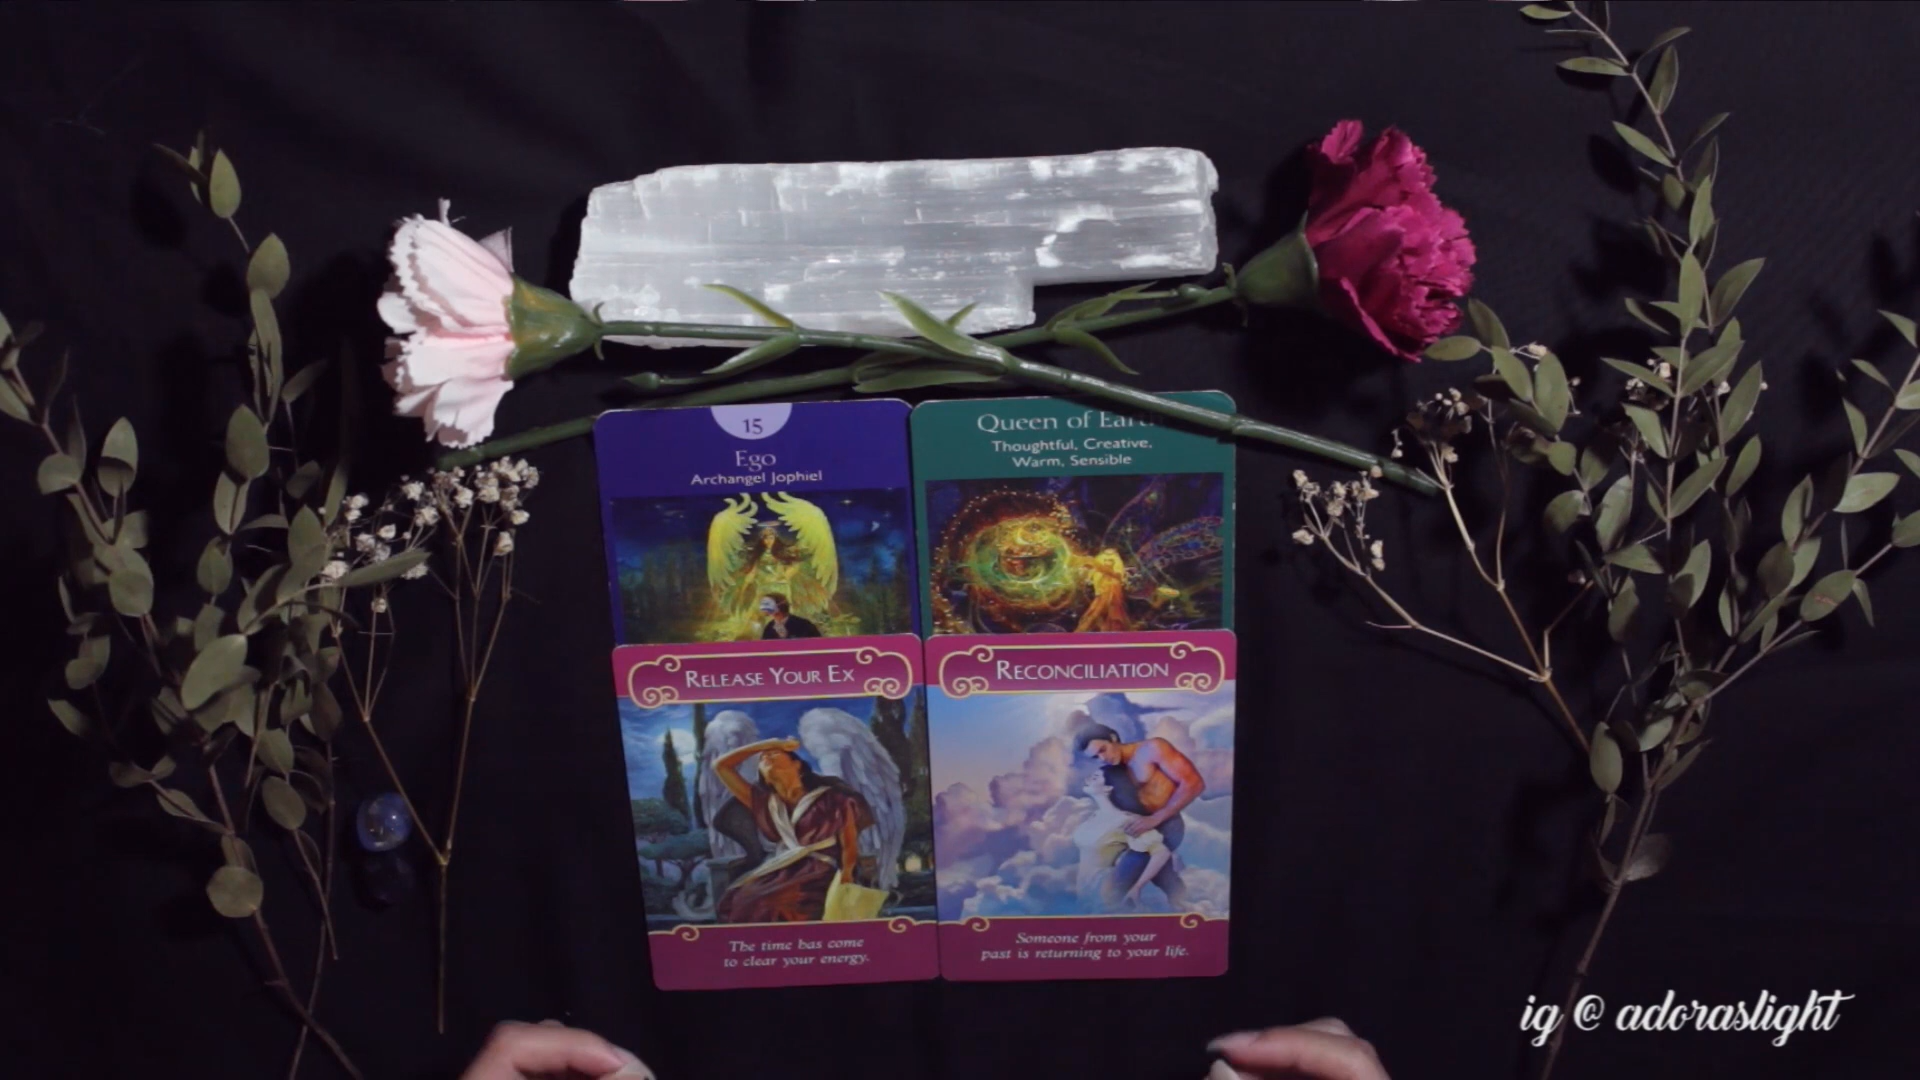 15
Ego
Archangel Jophiel
Queen of Earth
Thoughtful, Creative,
Warm, Sensible
Release Your Ex
Reconciliation
The time has come
to clear your energy.
Someone from your
past is returning to your life.
ig @ adoraslight